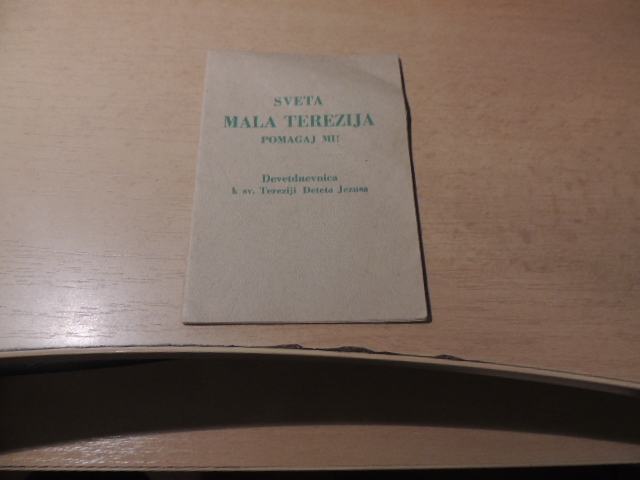 SVETA
MALA TEREZIJA
POMAGAJ MI!
Devetdnevnica
k sv. Tereziji Deteta Jezusa